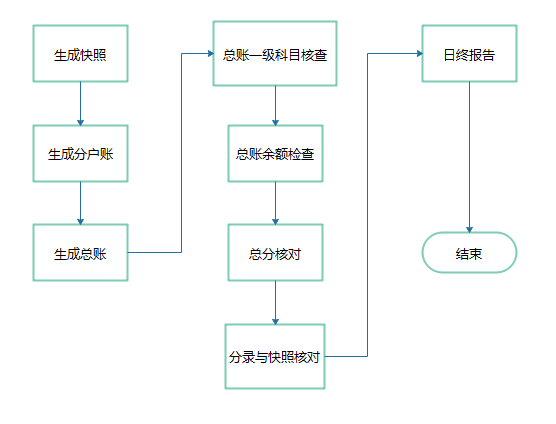 生成快照
生成分户账
生成总账
总账一级科目核查
总账余额检查
总分核对
分录与快照核对
日终报告
结束